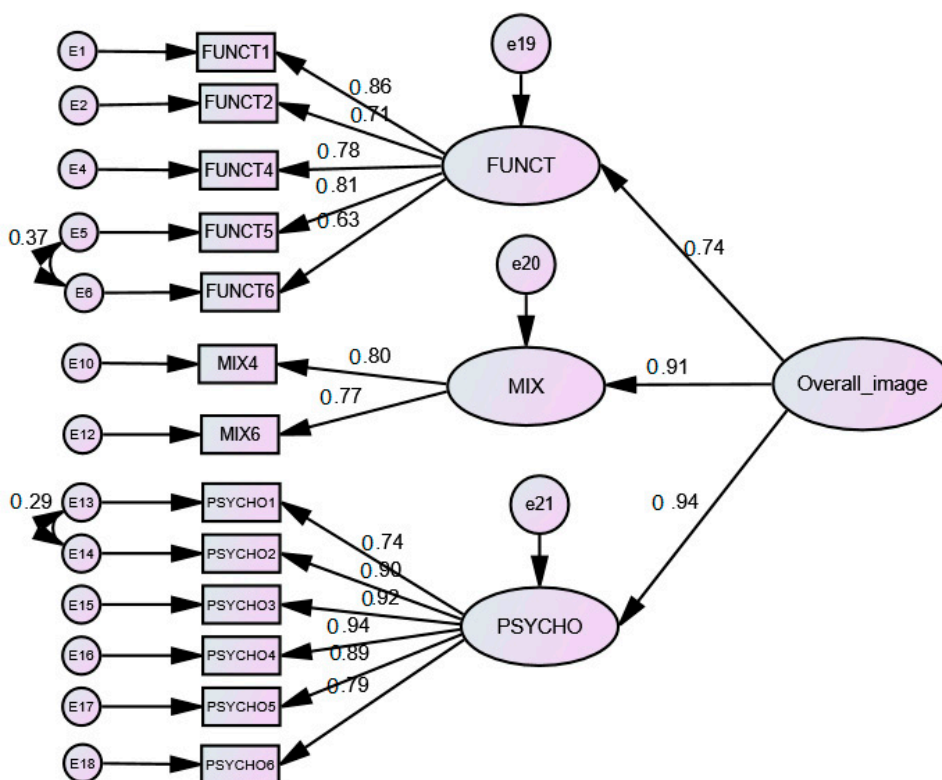 e19
E1
FUNCT1
E2
FUNCT2
0.86
0.71
E4
FUNCT4
0.78
FUNCT
0.81
0.37
E5
FUNCT5
0.63
E6
FUNCT6
0.74
e20
E10
MIX4
0.80
MIX
0.91
Overall_image
0.77
E12
MIX6
0.29
E13
PSYCHO1
e21
0.94
E14
PSYCHO2
0.74
0.90
E15
PSYCHO3
0.92
PSYCHO
0.94
E16
PSYCHO4
0.89
0.79
E17
PSYCHO5
E18
PSYCHO6